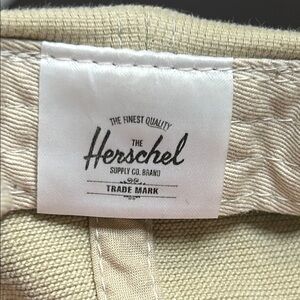 THE FINEST QUALITY
THE
Herschel
SUPPLY CO. BRAND
TRADE MARK